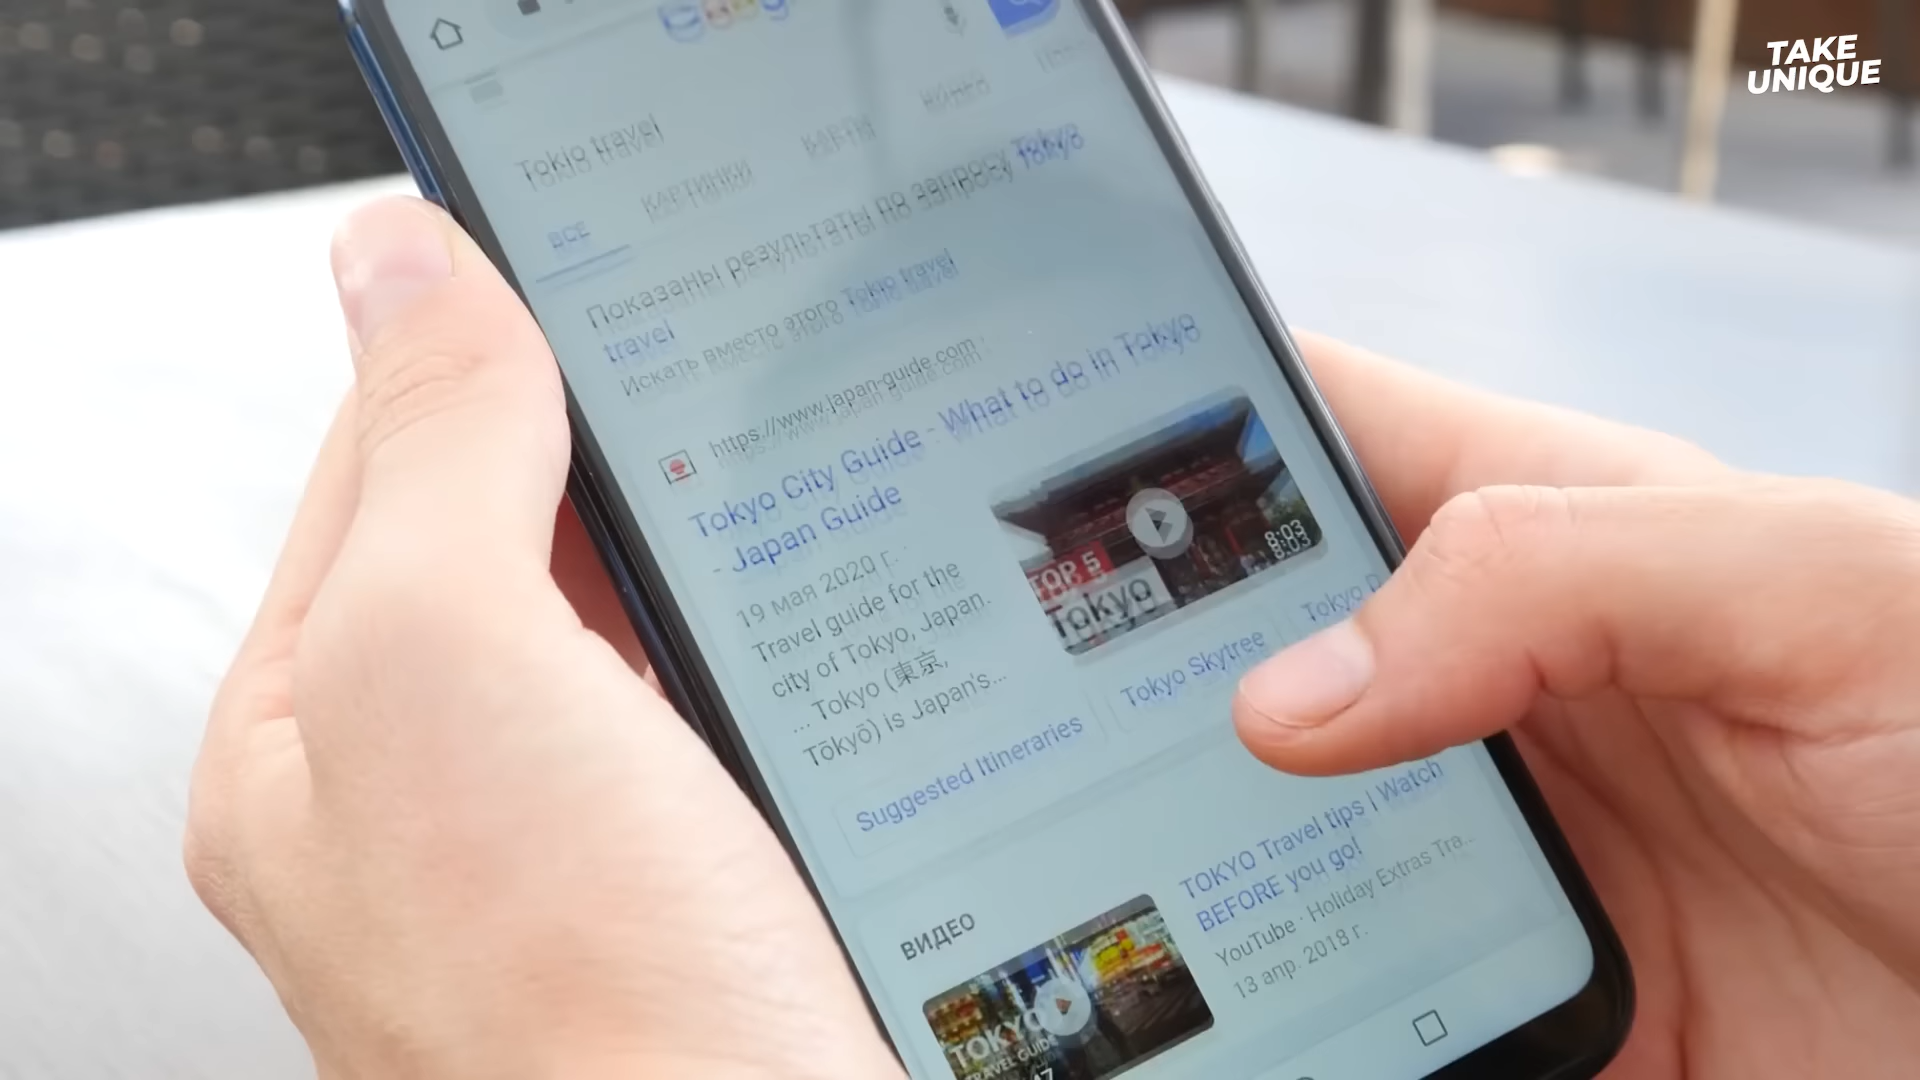 TAKE
UNIQUE
Tokio travel
ВСЕ
КАРТИНКИ
КАРТЫ
ВИДЕО
Показаны результаты по запросу Tokyo
travel
Искать вместо этого Tokio travel
https://www.japan-guide.com
Tokyo City Guide - What to do in Tokyo
- Japan Guide
19 мая 2020 г.
Travel guide for the
city of Tokyo, Japan.
... Tokyo (東京,
Tōkyō) is Japan's...
TOP 5
Tokyo
8:03
Suggested Itineraries
Tokyo Skytree
Tokyo
ВИДЕО
TOKYO
TRAVEL GUIDE
TOKYO Travel tips | Watch
BEFORE you go!
YouTube · Holiday Extras Tra...
13 апр. 2018 г.